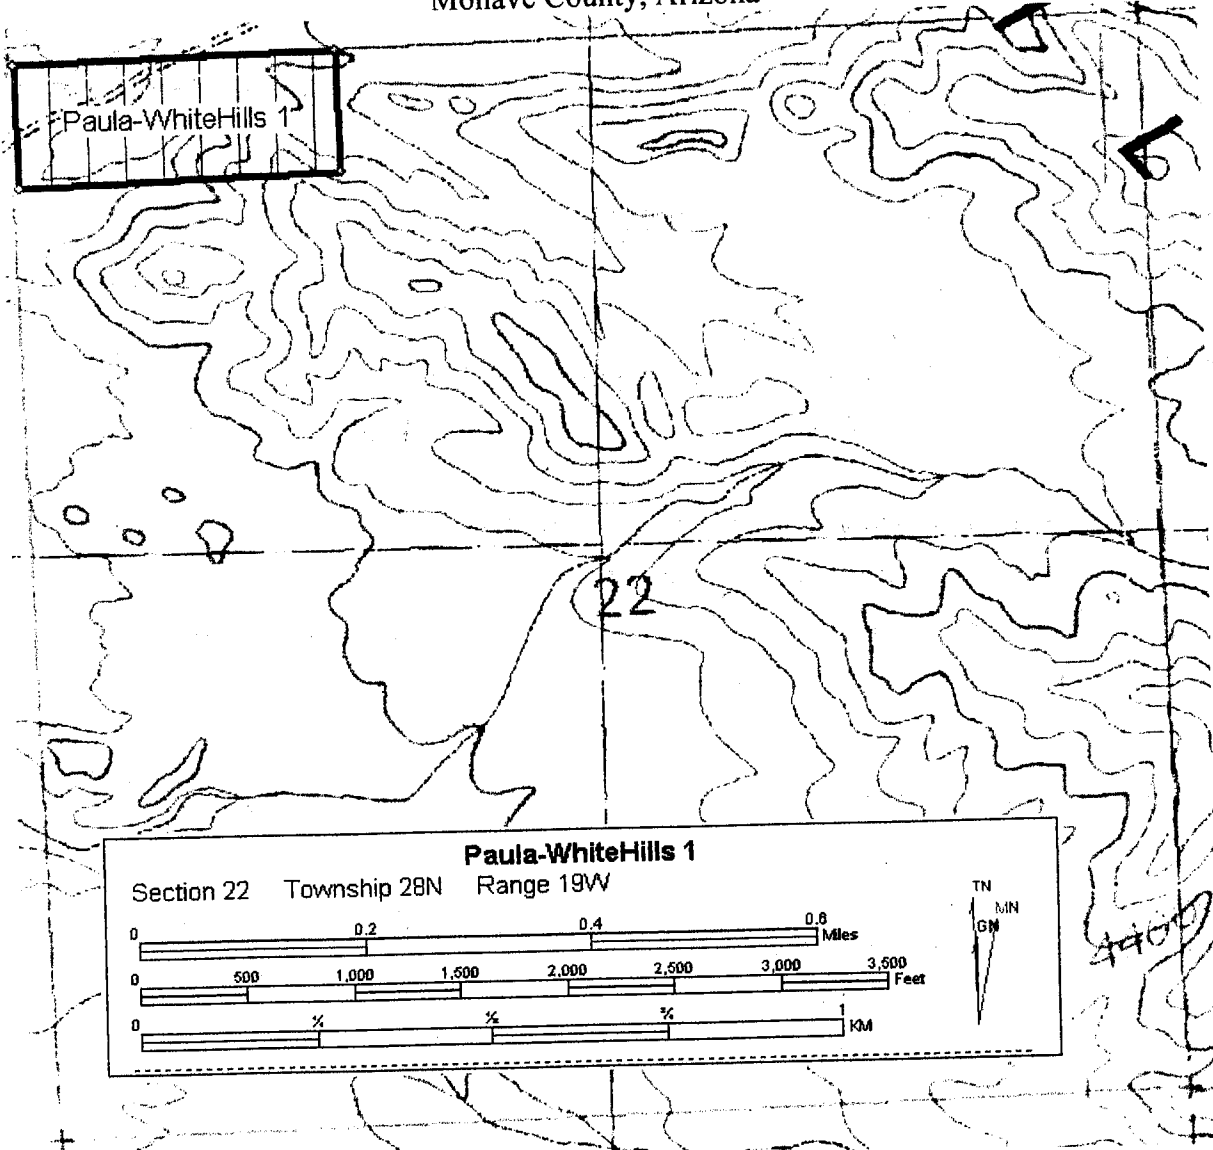 Mohave County, Arizona
Paula-WhiteHills 1
22
Paula-WhiteHills 1
Section 22 Township 28N Range 19W
0 0.2 0.4 0.6 Miles
0 500 1,000 1,500 2,000 2,500 3,000 3,500 Feet
0 ¼ ½ ¾ 1 KM
TN
MN
GN
4400